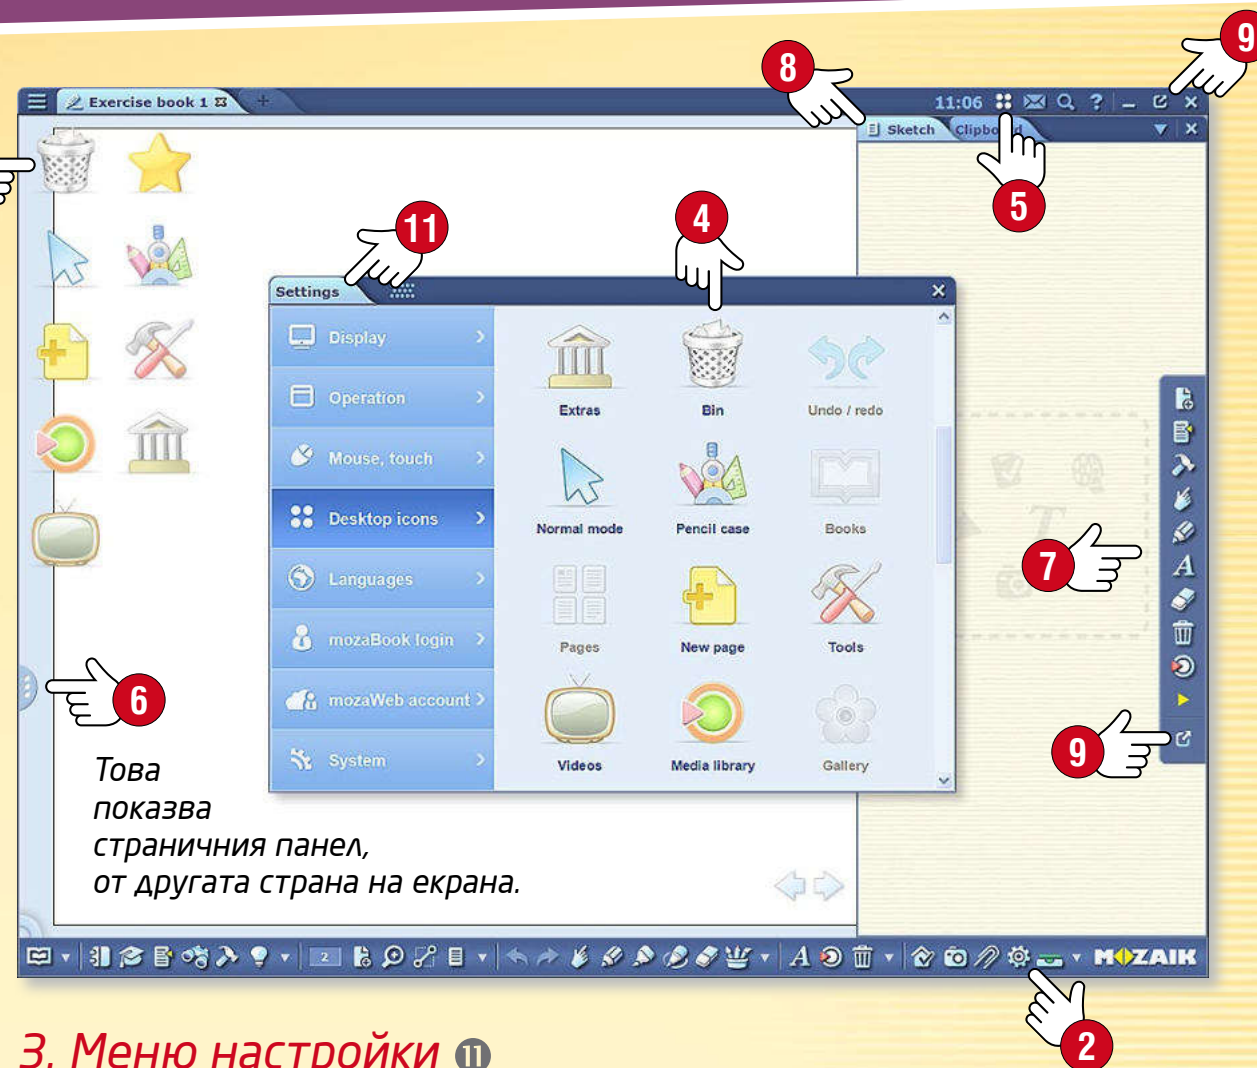 9
8
Exercise book 1
11:06
Sketch
5
11
4
Settings
Display
Operation
Mouse, touch
Desktop icons
Languages
mozaBook login
mozaWeb account
System
Extras
Bin
Undo / redo
Normal mode
Pencil case
Books
Pages
New page
Tools
Videos
Media library
Gallery
T
7
A
6
9
Това
показва
страничния панел,
от другата страна на екрана.
2
A
MOZAIK
2
3. Меню настройки 11